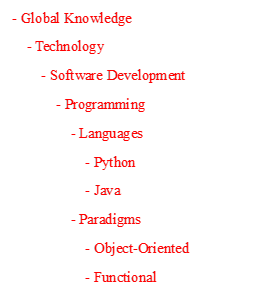 - Global Knowledge
- Technology
- Software Development
- Programming
- Languages
- Python
- Java
- Paradigms
- Object-Oriented
- Functional